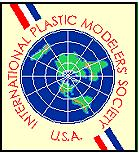 INTERNATIONAL PLASTIC MODELERS' SOCIETY
U.S.A.